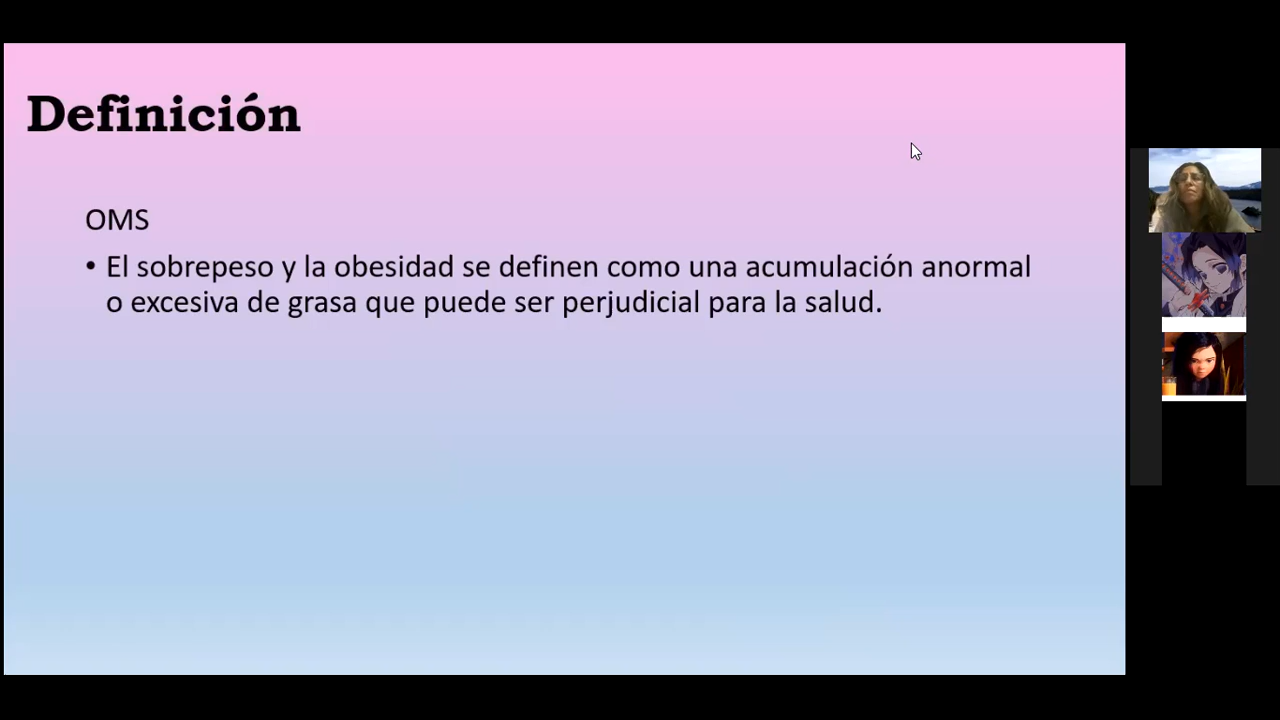 Definición
OMS
• El sobrepeso y la obesidad se definen como una acumulación anormal
o excesiva de grasa que puede ser perjudicial para la salud.